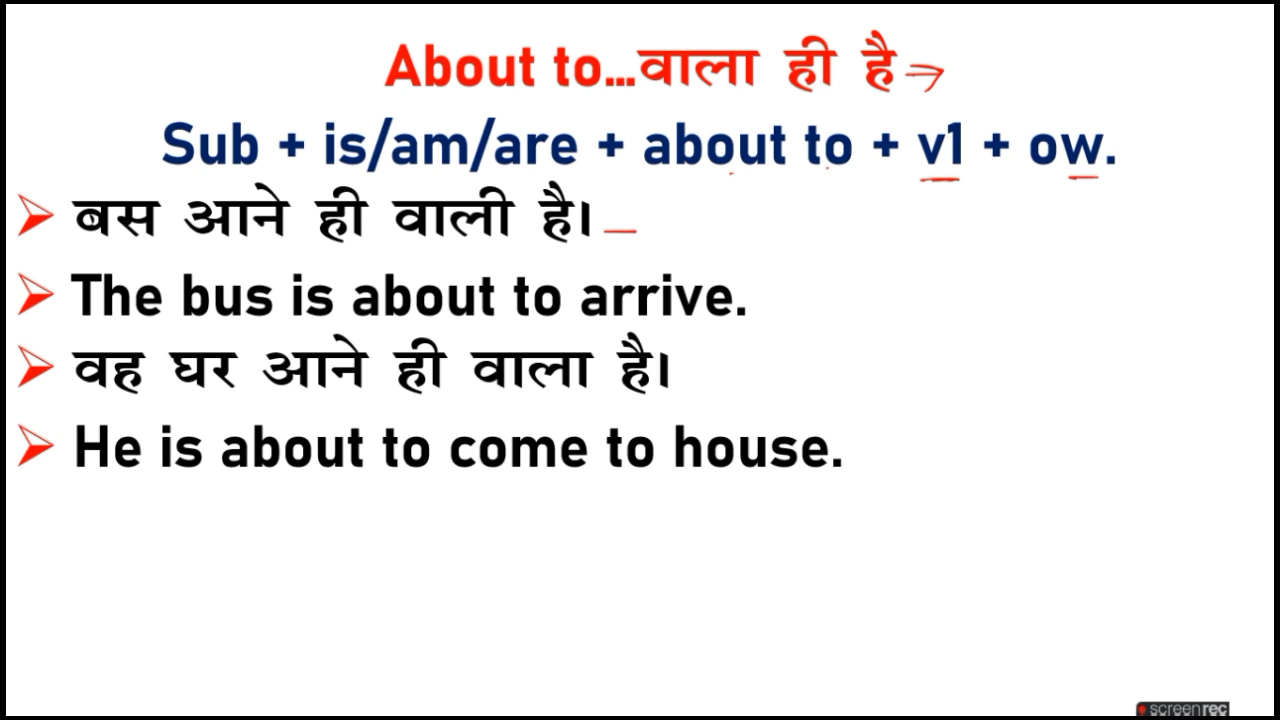 About to...वाला ही है
Sub + is/am/are + about to + v1 + ow.
बस आने ही वाली है।
The bus is about to arrive.
वह घर आने ही वाला है।
He is about to come to house.
screenrec